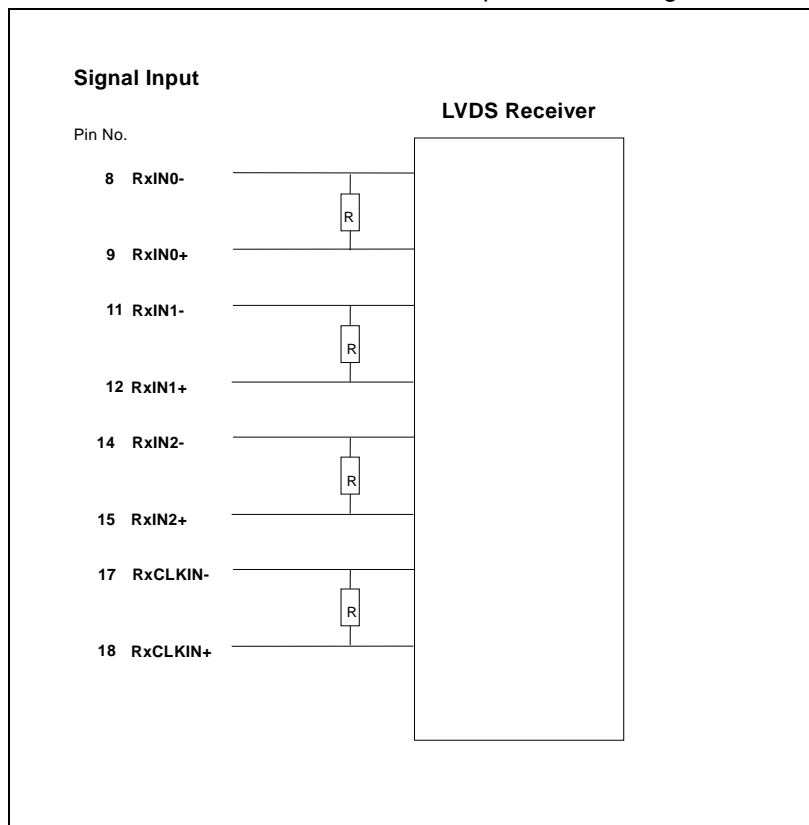 Signal Input
LVDS Receiver
Pin No.
8 RxIN0-
R
9 RxIN0+
11 RxIN1-
R
12 RxIN1+
14 RxIN2-
R
15 RxIN2+
17 RxCLKIN-
R
18 RxCLKIN+